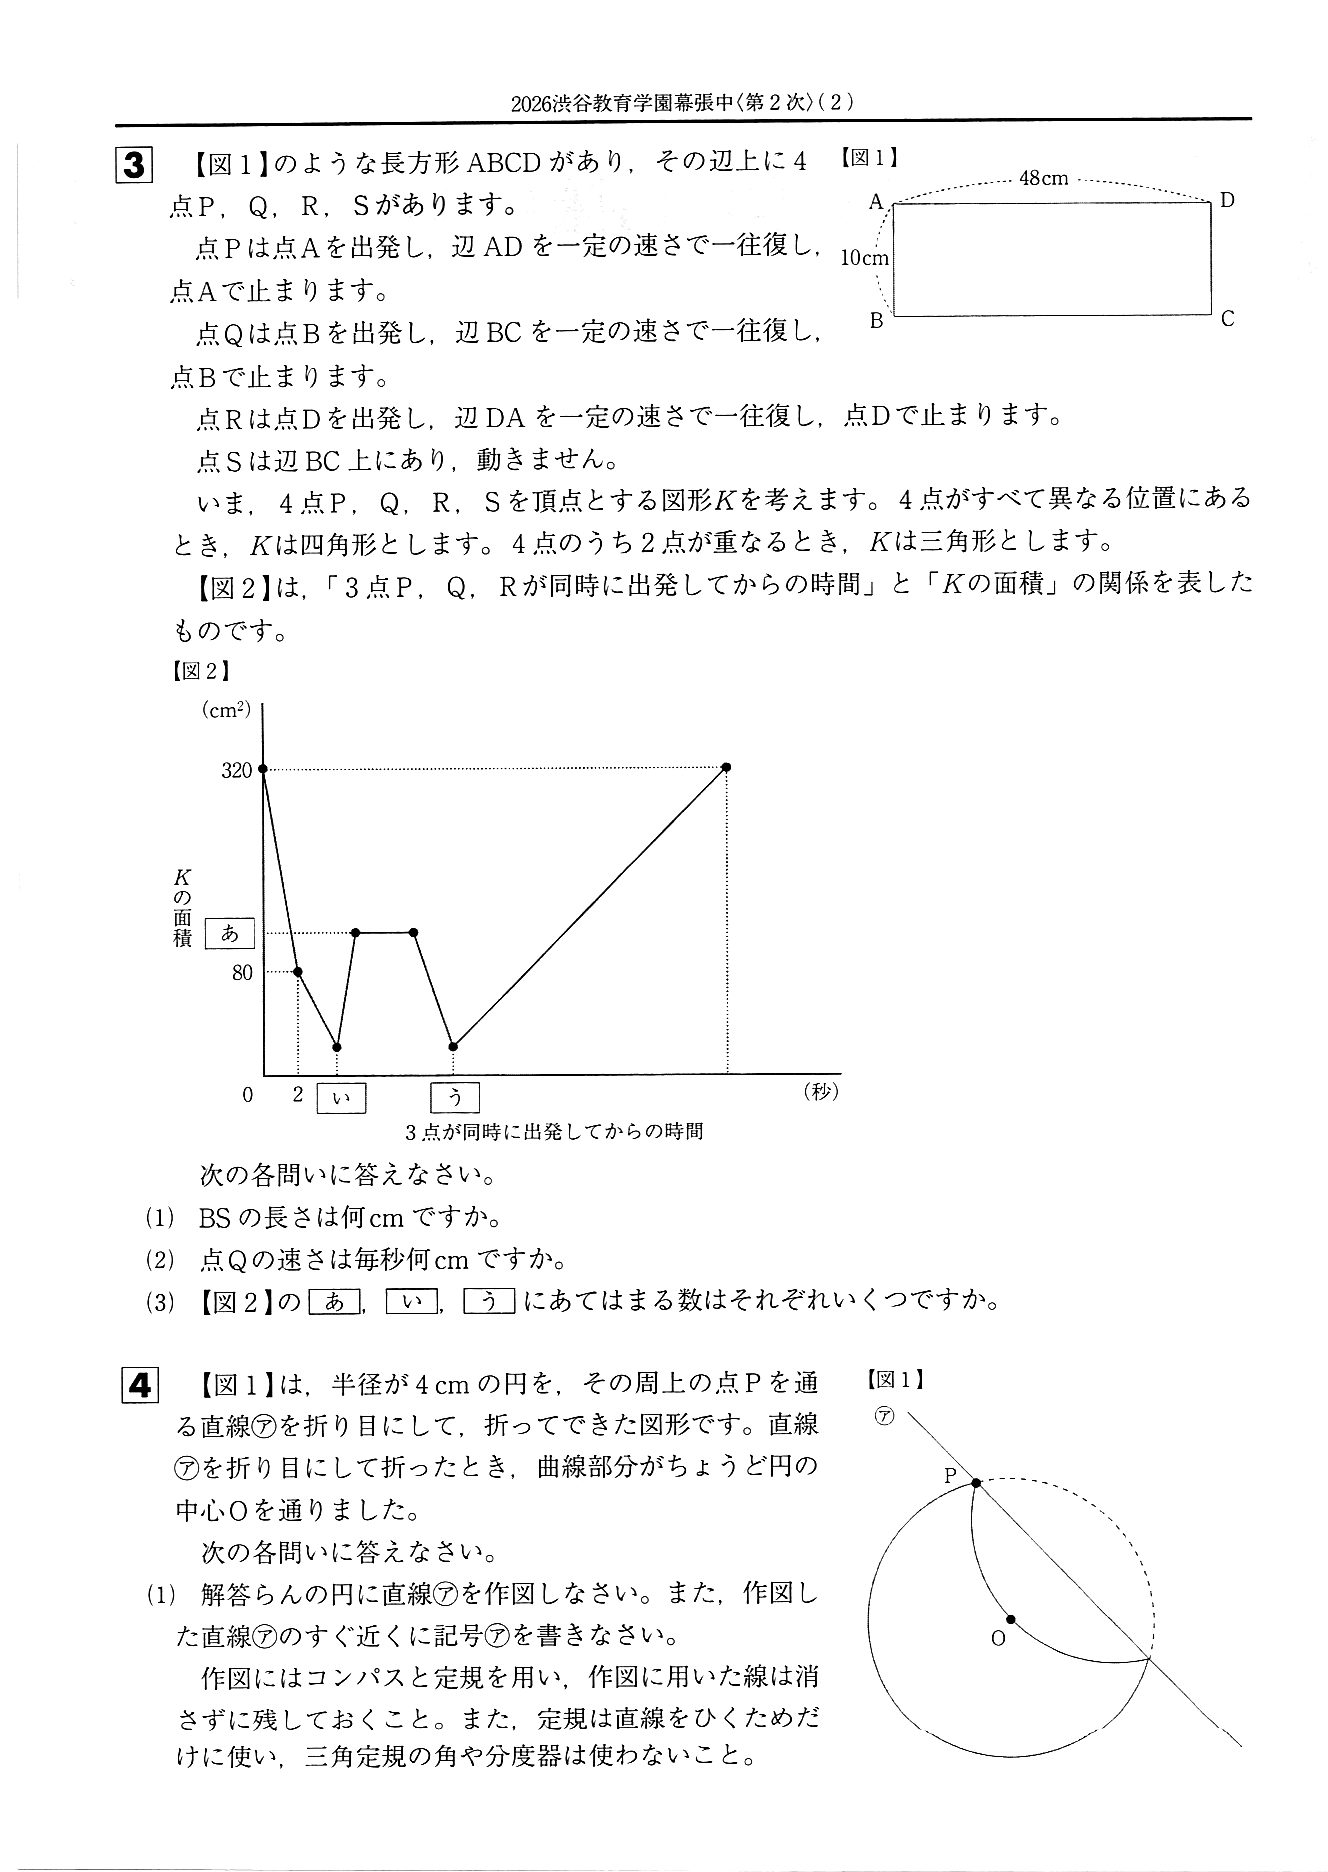 2026渋谷教育学園幕張中〈第2次〉(2)
3 【図1】のような長方形ABCDがあり，その辺上に4
点P，Q，R，Sがあります。
点Pは点Aを出発し，辺ADを一定の速さで一往復し，
点Aで止まります。
点Qは点Bを出発し，辺BCを一定の速さで一往復し，
点Bで止まります。
【図1】
48cm
A
D
10cm
B
C
点Rは点Dを出発し，辺DAを一定の速さで一往復し，点Dで止まります。
点Sは辺BC上にあり，動きません。
いま，4点P，Q，R，Sを頂点とする図形Kを考えます。4点がすべて異なる位置にある
とき，Kは四角形とします。4点のうち2点が重なるとき，Kは三角形とします。
【図2】は，「3点P，Q，Rが同時に出発してからの時間」と「Kの面積」の関係を表した
ものです。
【図2】
(cm²)
320
Kの面積
あ
80
0
2
い
う
(秒)
3点が同時に出発してからの時間
次の各問いに答えなさい。
(1) BSの長さは何cmですか。
(2) 点Qの速さは毎秒何cmですか。
(3) 【図2】の あ ， い ， う にあてはまる数はそれぞれいくつですか。
4 【図1】は，半径が4cmの円を，その周上の点Pを通
る直線㋐を折り目にして，折ってできた図形です。直線
㋐を折り目にして折ったとき，曲線部分がちょうど円の
中心Oを通りました。
次の各問いに答えなさい。
(1) 解答らんの円に直線㋐を作図しなさい。また，作図し
た直線㋐のすぐ近くに記号㋐を書きなさい。
作図にはコンパスと定規を用い，作図に用いた線は消
さずに残しておくこと。また，定規は直線をひくためだ
けに使い，三角定規の角や分度器は使わないこと。
【図1】
㋐
P
O